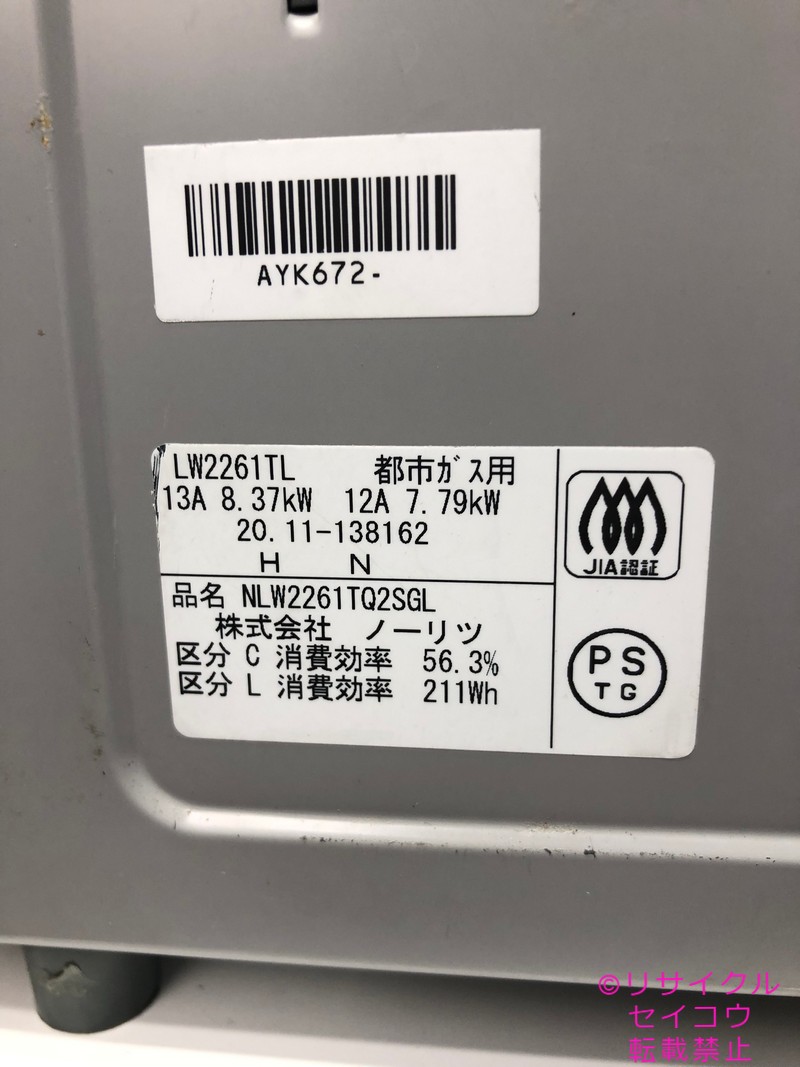 AYK672-
LW2261TL 都市ガス用
13A 8.37kW 12A 7.79kW
20.11-138162
H N
品名 NLW2261TQ2SGL
株式会社 ノーリツ
区分 C 消費効率 56.3%
区分 L 消費効率 211Wh
JIA認証
PS
TG
©リサイクル
セイコウ
転載禁止